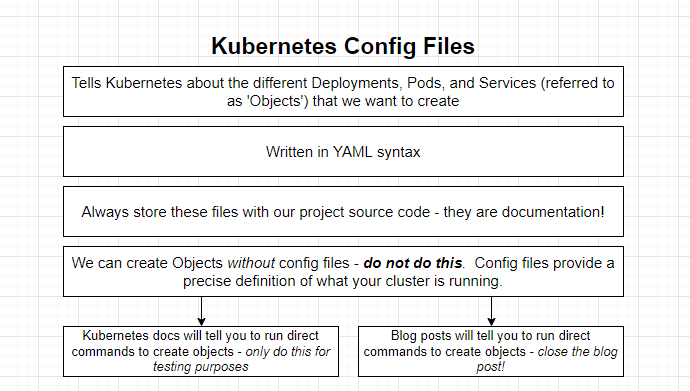 Kubernetes Config Files
Tells Kubernetes about the different Deployments, Pods, and Services (referred to
as 'Objects') that we want to create
Written in YAML syntax
Always store these files with our project source code - they are documentation!
We can create Objects without config files - do not do this.  Config files provide a
precise definition of what your cluster is running.
Kubernetes docs will tell you to run direct
commands to create objects - only do this for
testing purposes
Blog posts will tell you to run direct
commands to create objects - close the blog
post!